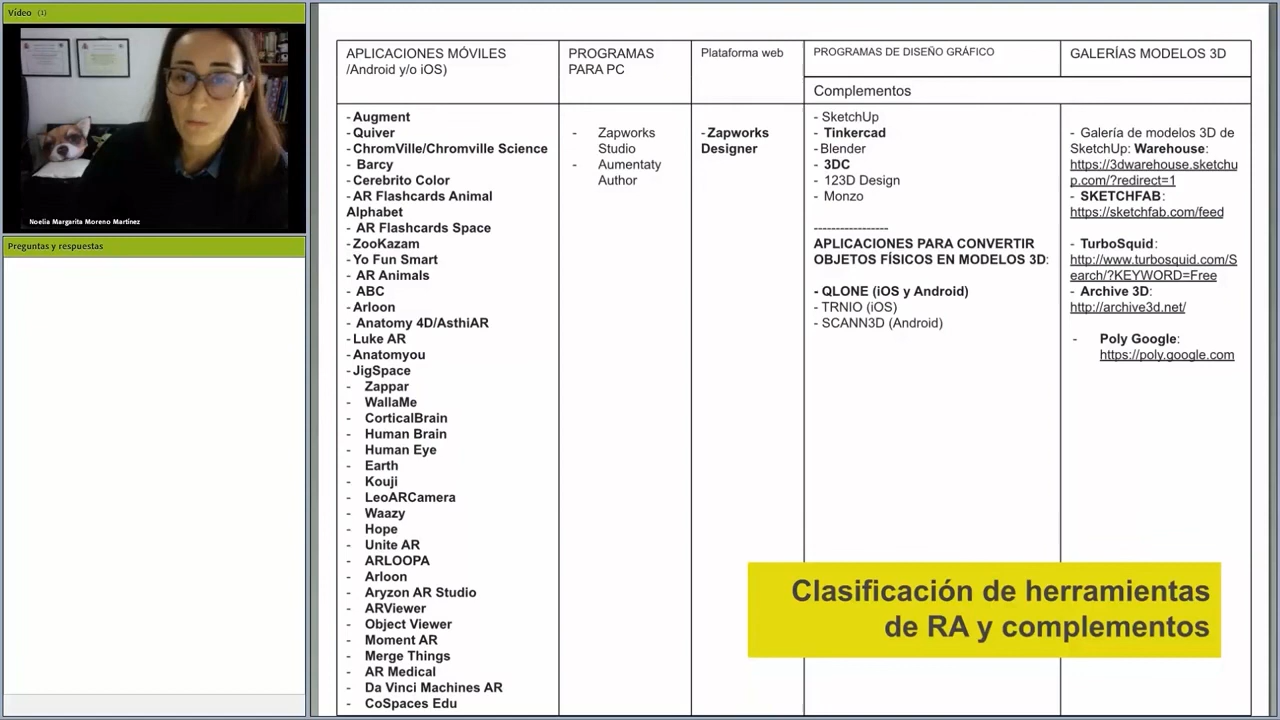 Vídeo (1)
Noelia Margarita Moreno Martínez
Preguntas y respuestas
APLICACIONES MÓVILES
/Android y/o iOS)
- Augment
- Quiver
- ChromVille/Chromville Science
- Barcy
- Cerebrito Color
- AR Flashcards Animal
Alphabet
- AR Flashcards Space
- ZooKazam
- Yo Fun Smart
- AR Animals
- ABC
- Arloon
- Anatomy 4D/AsthiAR
- Luke AR
- Anatomyou
- JigSpace
- Zappar
- WallaMe
- CorticalBrain
- Human Brain
- Human Eye
- Earth
- Kouji
- LeoARCamera
- Waazy
- Hope
- Unite AR
- ARLOOPA
- Arloon
- Aryzon AR Studio
- ARViewer
- Object Viewer
- Moment AR
- Merge Things
- AR Medical
- Da Vinci Machines AR
- CoSpaces Edu
PROGRAMAS
PARA PC
- Zapworks
Studio
- Aumentaty
Author
Plataforma web
- Zapworks
Designer
PROGRAMAS DE DISEÑO GRÁFICO
Complementos
- SketchUp
- Tinkercad
- Blender
- 3DC
- 123D Design
- Monzo
-----------------
APLICACIONES PARA CONVERTIR
OBJETOS FÍSICOS EN MODELOS 3D:
- QLONE (iOS y Android)
- TRNIO (iOS)
- SCANN3D (Android)
GALERÍAS MODELOS 3D
- Galería de modelos 3D de
SketchUp: Warehouse:
https://3dwarehouse.sketchu
p.com/?redirect=1
- SKETCHFAB:
https://sketchfab.com/feed
- TurboSquid:
http://www.turbosquid.com/S
earch/?KEYWORD=Free
- Archive 3D:
http://archive3d.net/
- Poly Google:
https://poly.google.com
Clasificación de herramientas
de RA y complementos